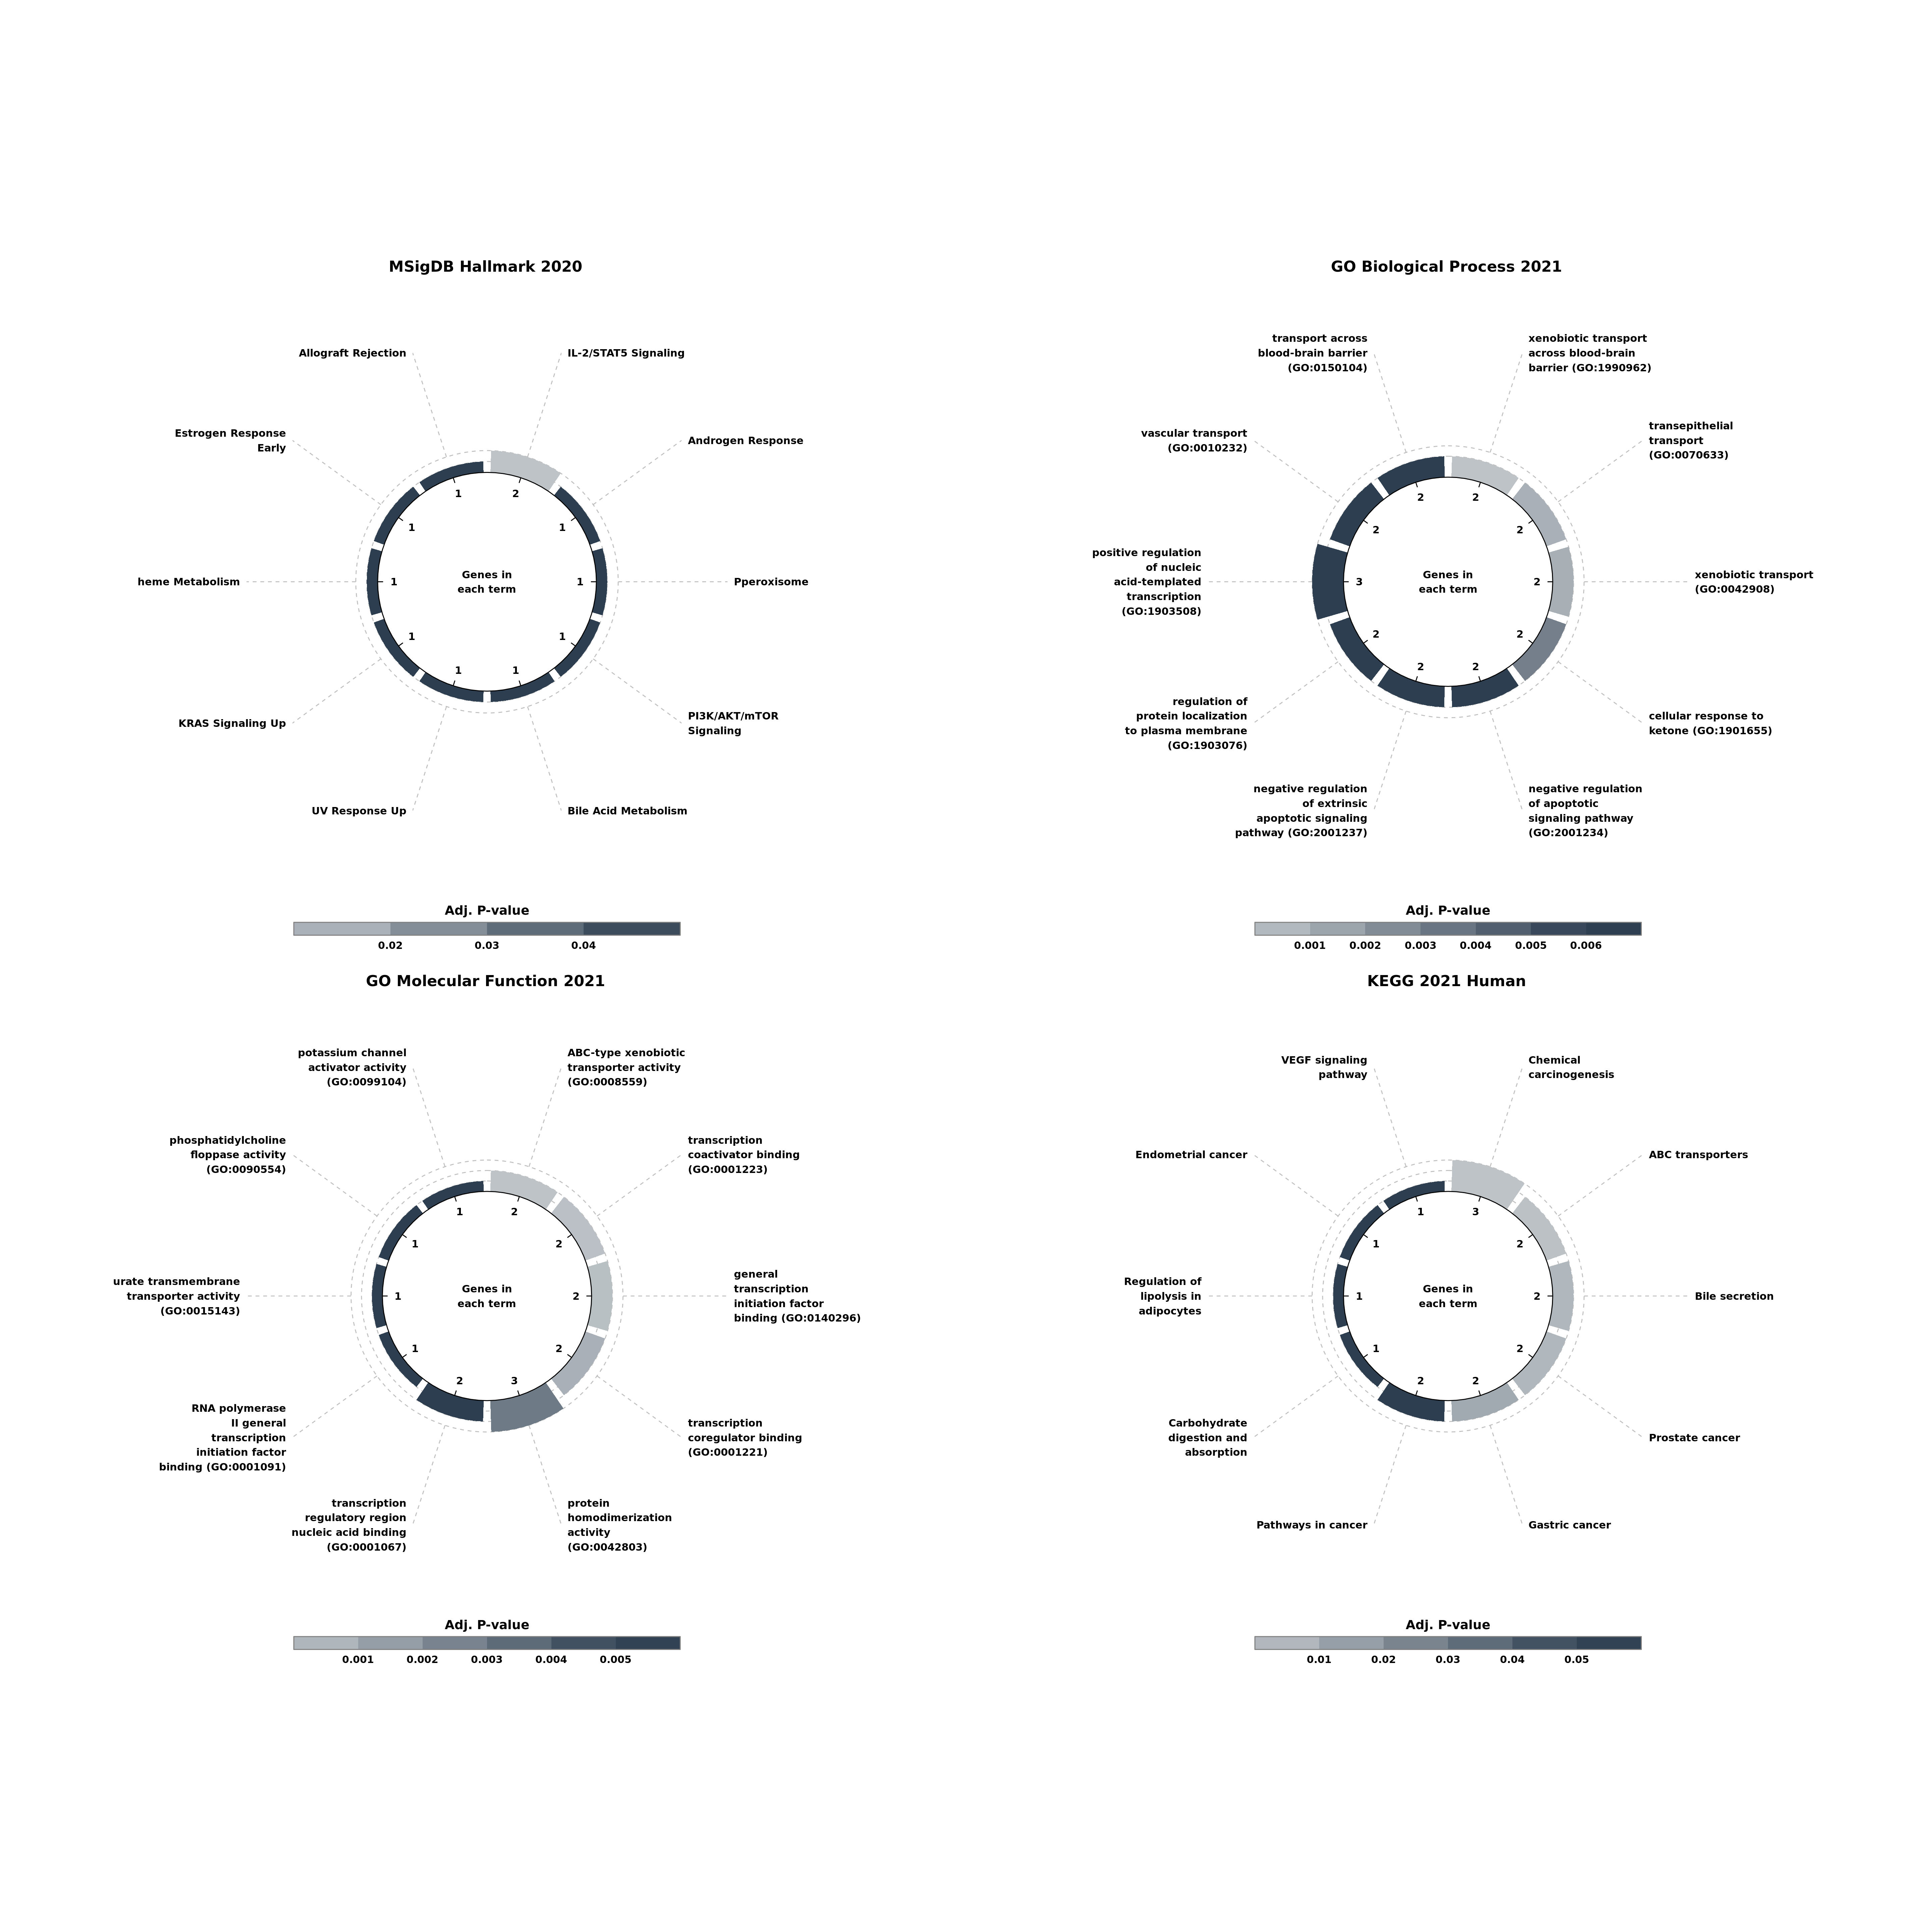 MSigDB Hallmark 2020
Allograft Rejection
IL-2/STAT5 Signaling
Estrogen Response
Early
Androgen Response
1
2
1
1
heme Metabolism
1
Genes in
each term
1
Pperoxisome
1
1
1
1
KRAS Signaling Up
PI3K/AKT/mTOR
Signaling
UV Response Up
Bile Acid Metabolism
Adj. P-value
0.02
0.03
0.04
GO Biological Process 2021
transport across
blood-brain barrier
(GO:0150104)
xenobiotic transport
across blood-brain
barrier (GO:1990962)
vascular transport
(GO:0010232)
transepithelial
transport
(GO:0070633)
2
2
2
2
positive regulation
of nucleic
acid-templated
transcription
(GO:1903508)
3
Genes in
each term
2
xenobiotic transport
(GO:0042908)
2
2
2
2
regulation of
protein localization
to plasma membrane
(GO:1903076)
cellular response to
ketone (GO:1901655)
negative regulation
of extrinsic
apoptotic signaling
pathway (GO:2001237)
negative regulation
of apoptotic
signaling pathway
(GO:2001234)
Adj. P-value
0.001
0.002
0.003
0.004
0.005
0.006
GO Molecular Function 2021
potassium channel
activator activity
(GO:0099104)
ABC-type xenobiotic
transporter activity
(GO:0008559)
phosphatidylcholine
floppase activity
(GO:0090554)
transcription
coactivator binding
(GO:0001223)
1
2
1
2
urate transmembrane
transporter activity
(GO:0015143)
1
Genes in
each term
2
general
transcription
initiation factor
binding (GO:0140296)
1
2
2
3
RNA polymerase
II general
transcription
initiation factor
binding (GO:0001091)
transcription
coregulator binding
(GO:0001221)
transcription
regulatory region
nucleic acid binding
(GO:0001067)
protein
homodimerization
activity
(GO:0042803)
Adj. P-value
0.001
0.002
0.003
0.004
0.005
KEGG 2021 Human
VEGF signaling
pathway
Chemical
carcinogenesis
Endometrial cancer
ABC transporters
1
3
1
2
Regulation of
lipolysis in
adipocytes
1
Genes in
each term
2
Bile secretion
1
2
2
2
Carbohydrate
digestion and
absorption
Prostate cancer
Pathways in cancer
Gastric cancer
Adj. P-value
0.01
0.02
0.03
0.04
0.05